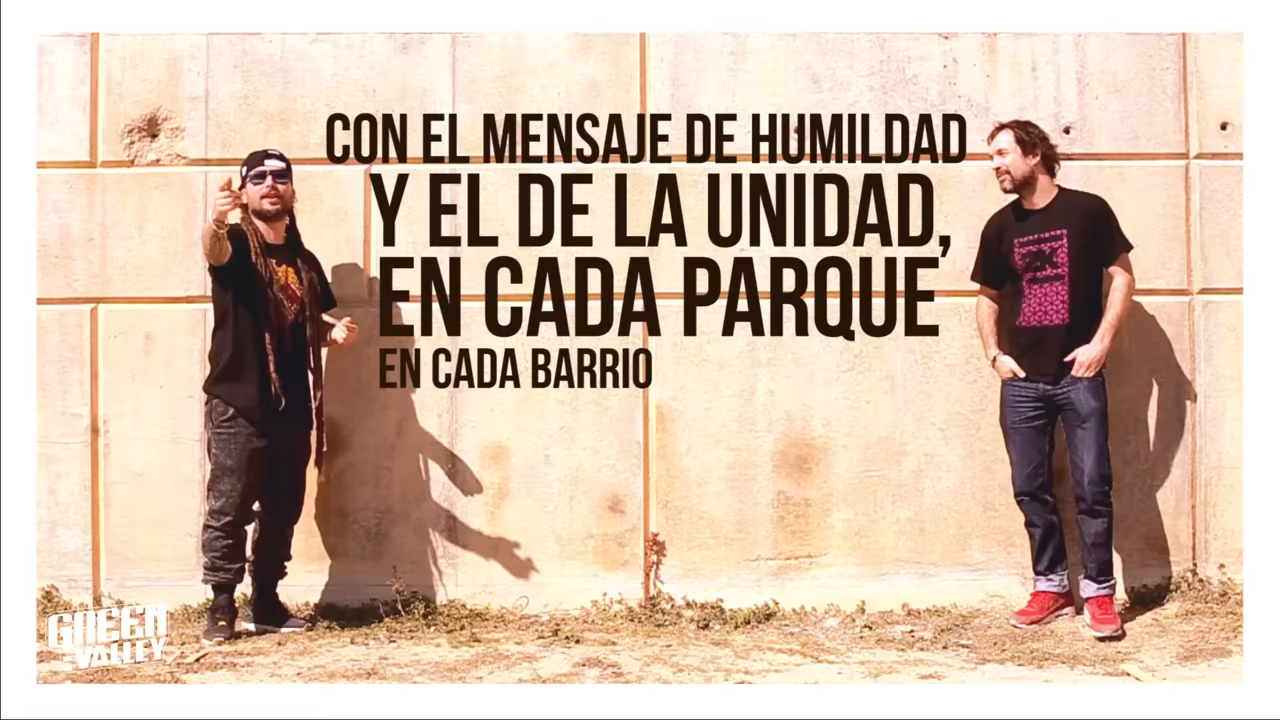 CON EL MENSAJE DE HUMILDAD
Y EL DE LA UNIDAD,
EN CADA PARQUE
EN CADA BARRIO
GREEN
VALLEY